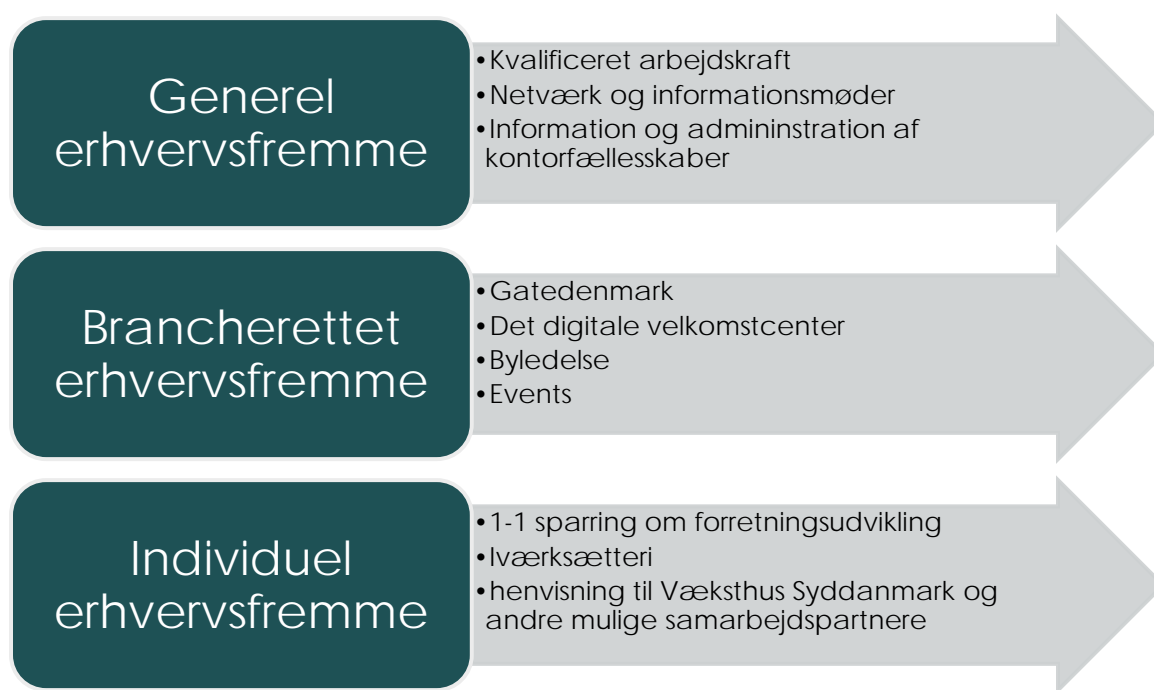 Generel
erhvervsfremme
•Kvalificeret arbejdskraft
•Netværk og informationsmøder
•Information og admininstration af
kontorfællesskaber
Brancherettet
erhvervsfremme
•Gatedenmark
•Det digitale velkomstcenter
•Byledelse
•Events
Individuel
erhvervsfremme
•1-1 sparring om forretningsudvikling
•Iværksætteri
•henvisning til Væksthus Syddanmark og
andre mulige samarbejdspartnere